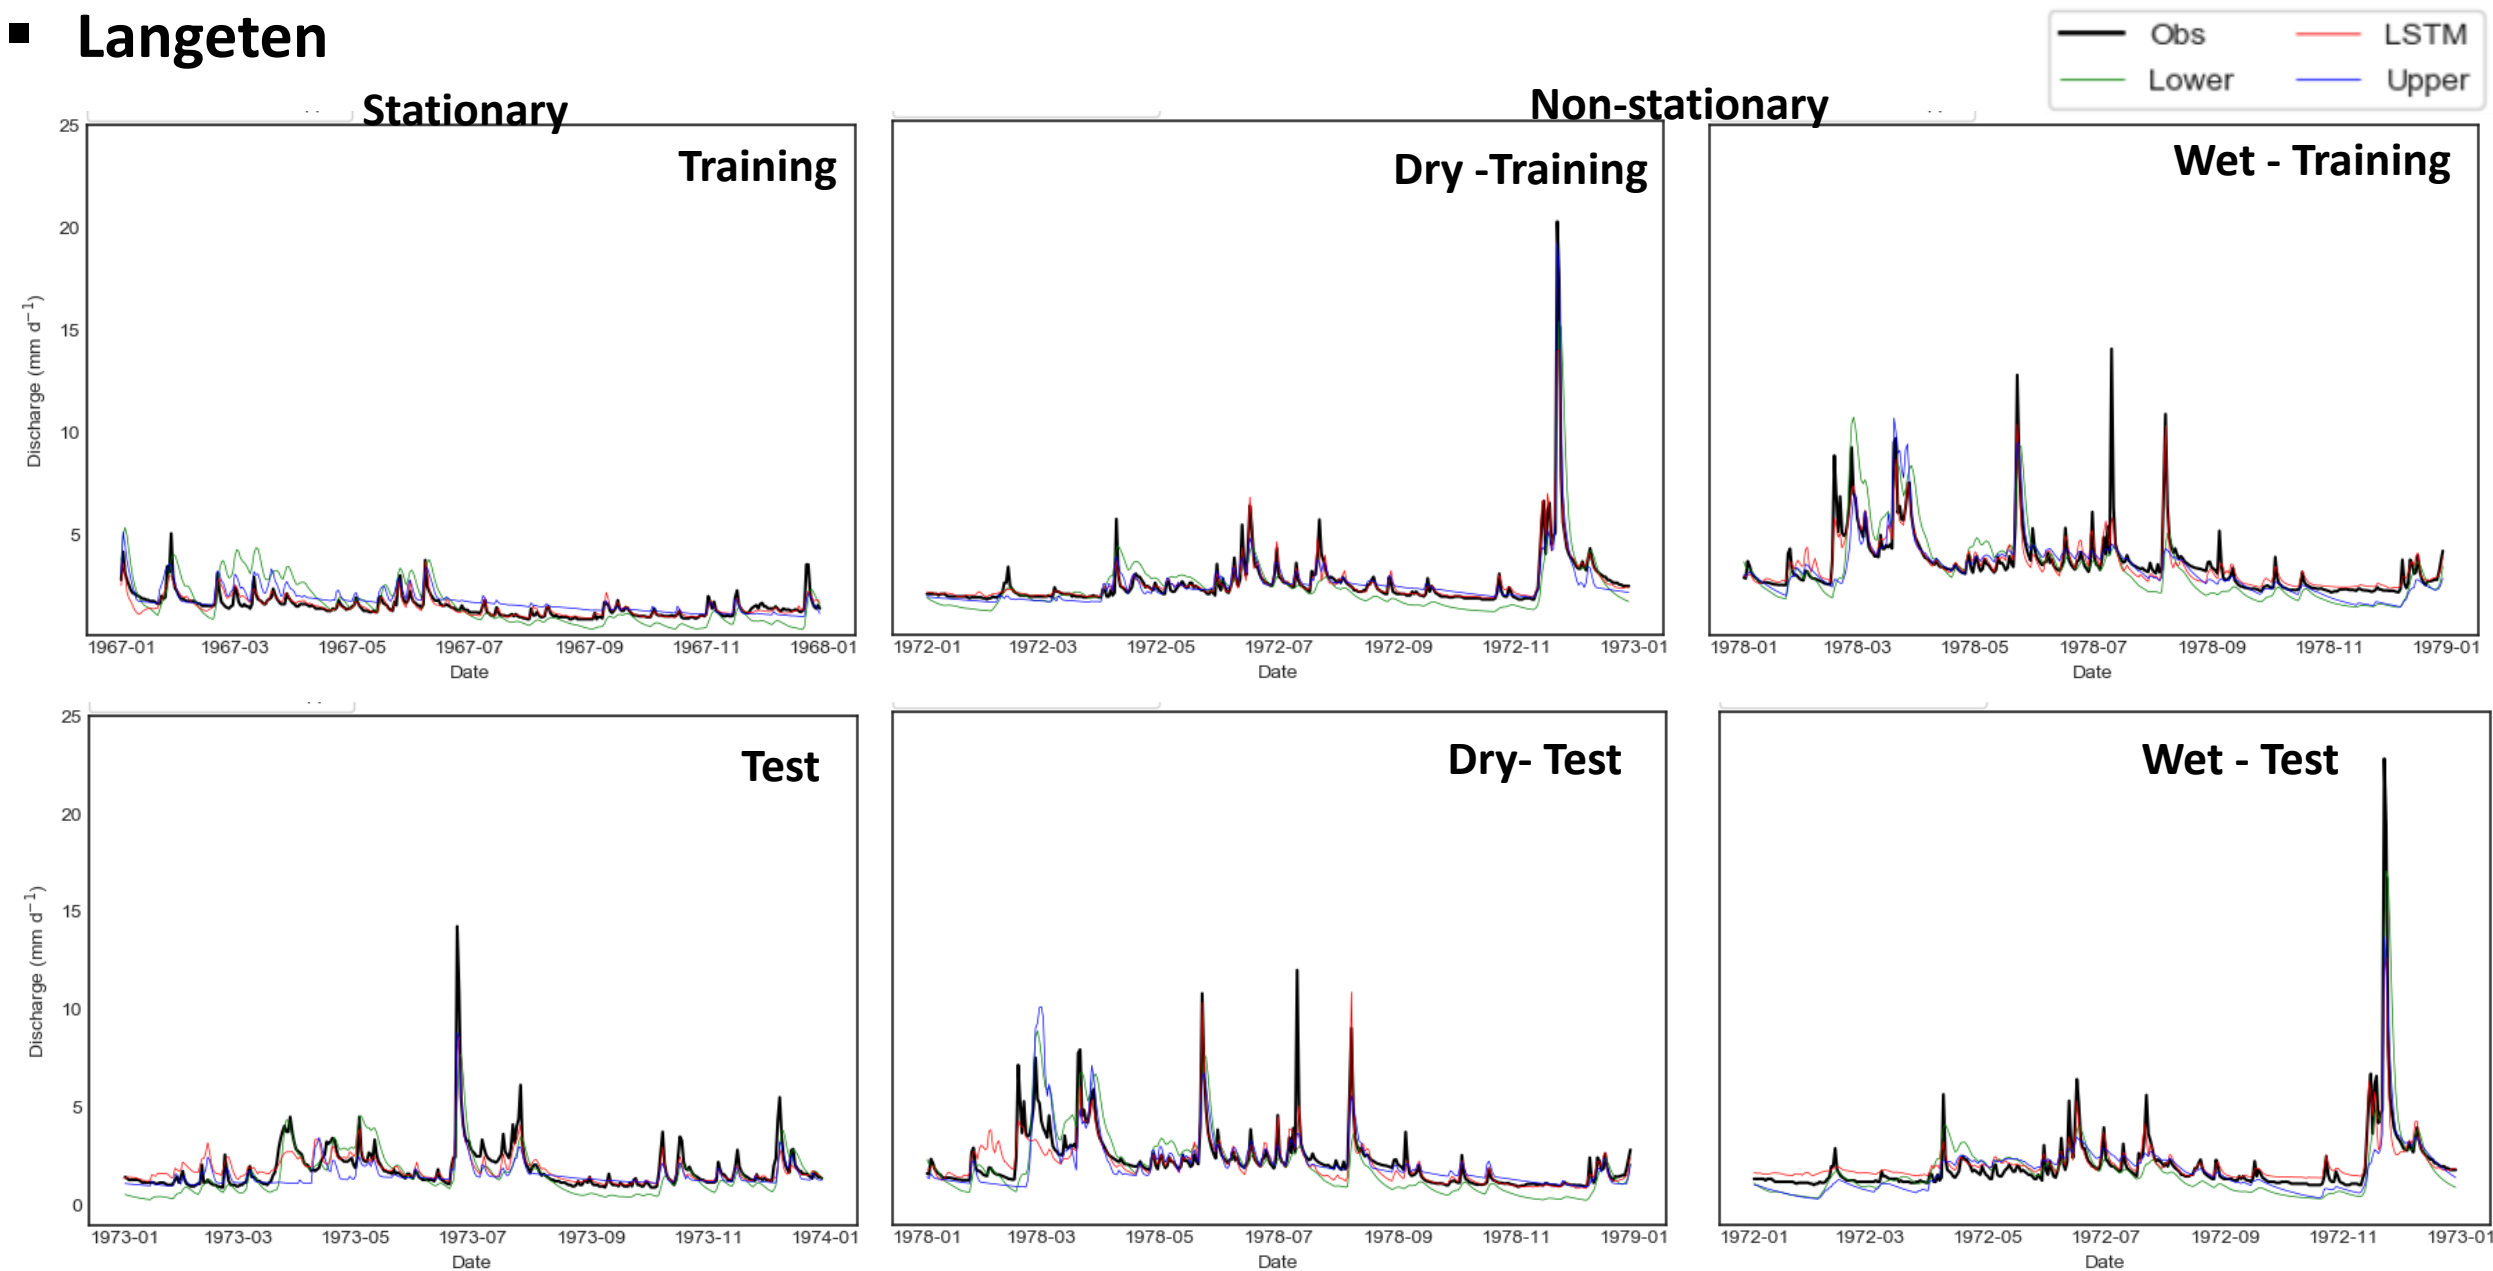 ▪ Langeten
Obs LSTM
Lower Upper
Stationary
Non-stationary
Training
Dry -Training
Wet - Training
25
20
15
10
5
Discharge (mm d⁻¹)
1967-01 1967-03 1967-05 1967-07 1967-09 1967-11 1968-01
Date
1972-01 1972-03 1972-05 1972-07 1972-09 1972-11 1973-01
Date
1978-01 1978-03 1978-05 1978-07 1978-09 1978-11 1979-01
Date
Test
Dry- Test
Wet - Test
25
20
15
10
5
0
Discharge (mm d⁻¹)
1973-01 1973-03 1973-05 1973-07 1973-09 1973-11 1974-01
Date
1978-01 1978-03 1978-05 1978-07 1978-09 1978-11 1979-01
Date
1972-01 1972-03 1972-05 1972-07 1972-09 1972-11 1973-01
Date